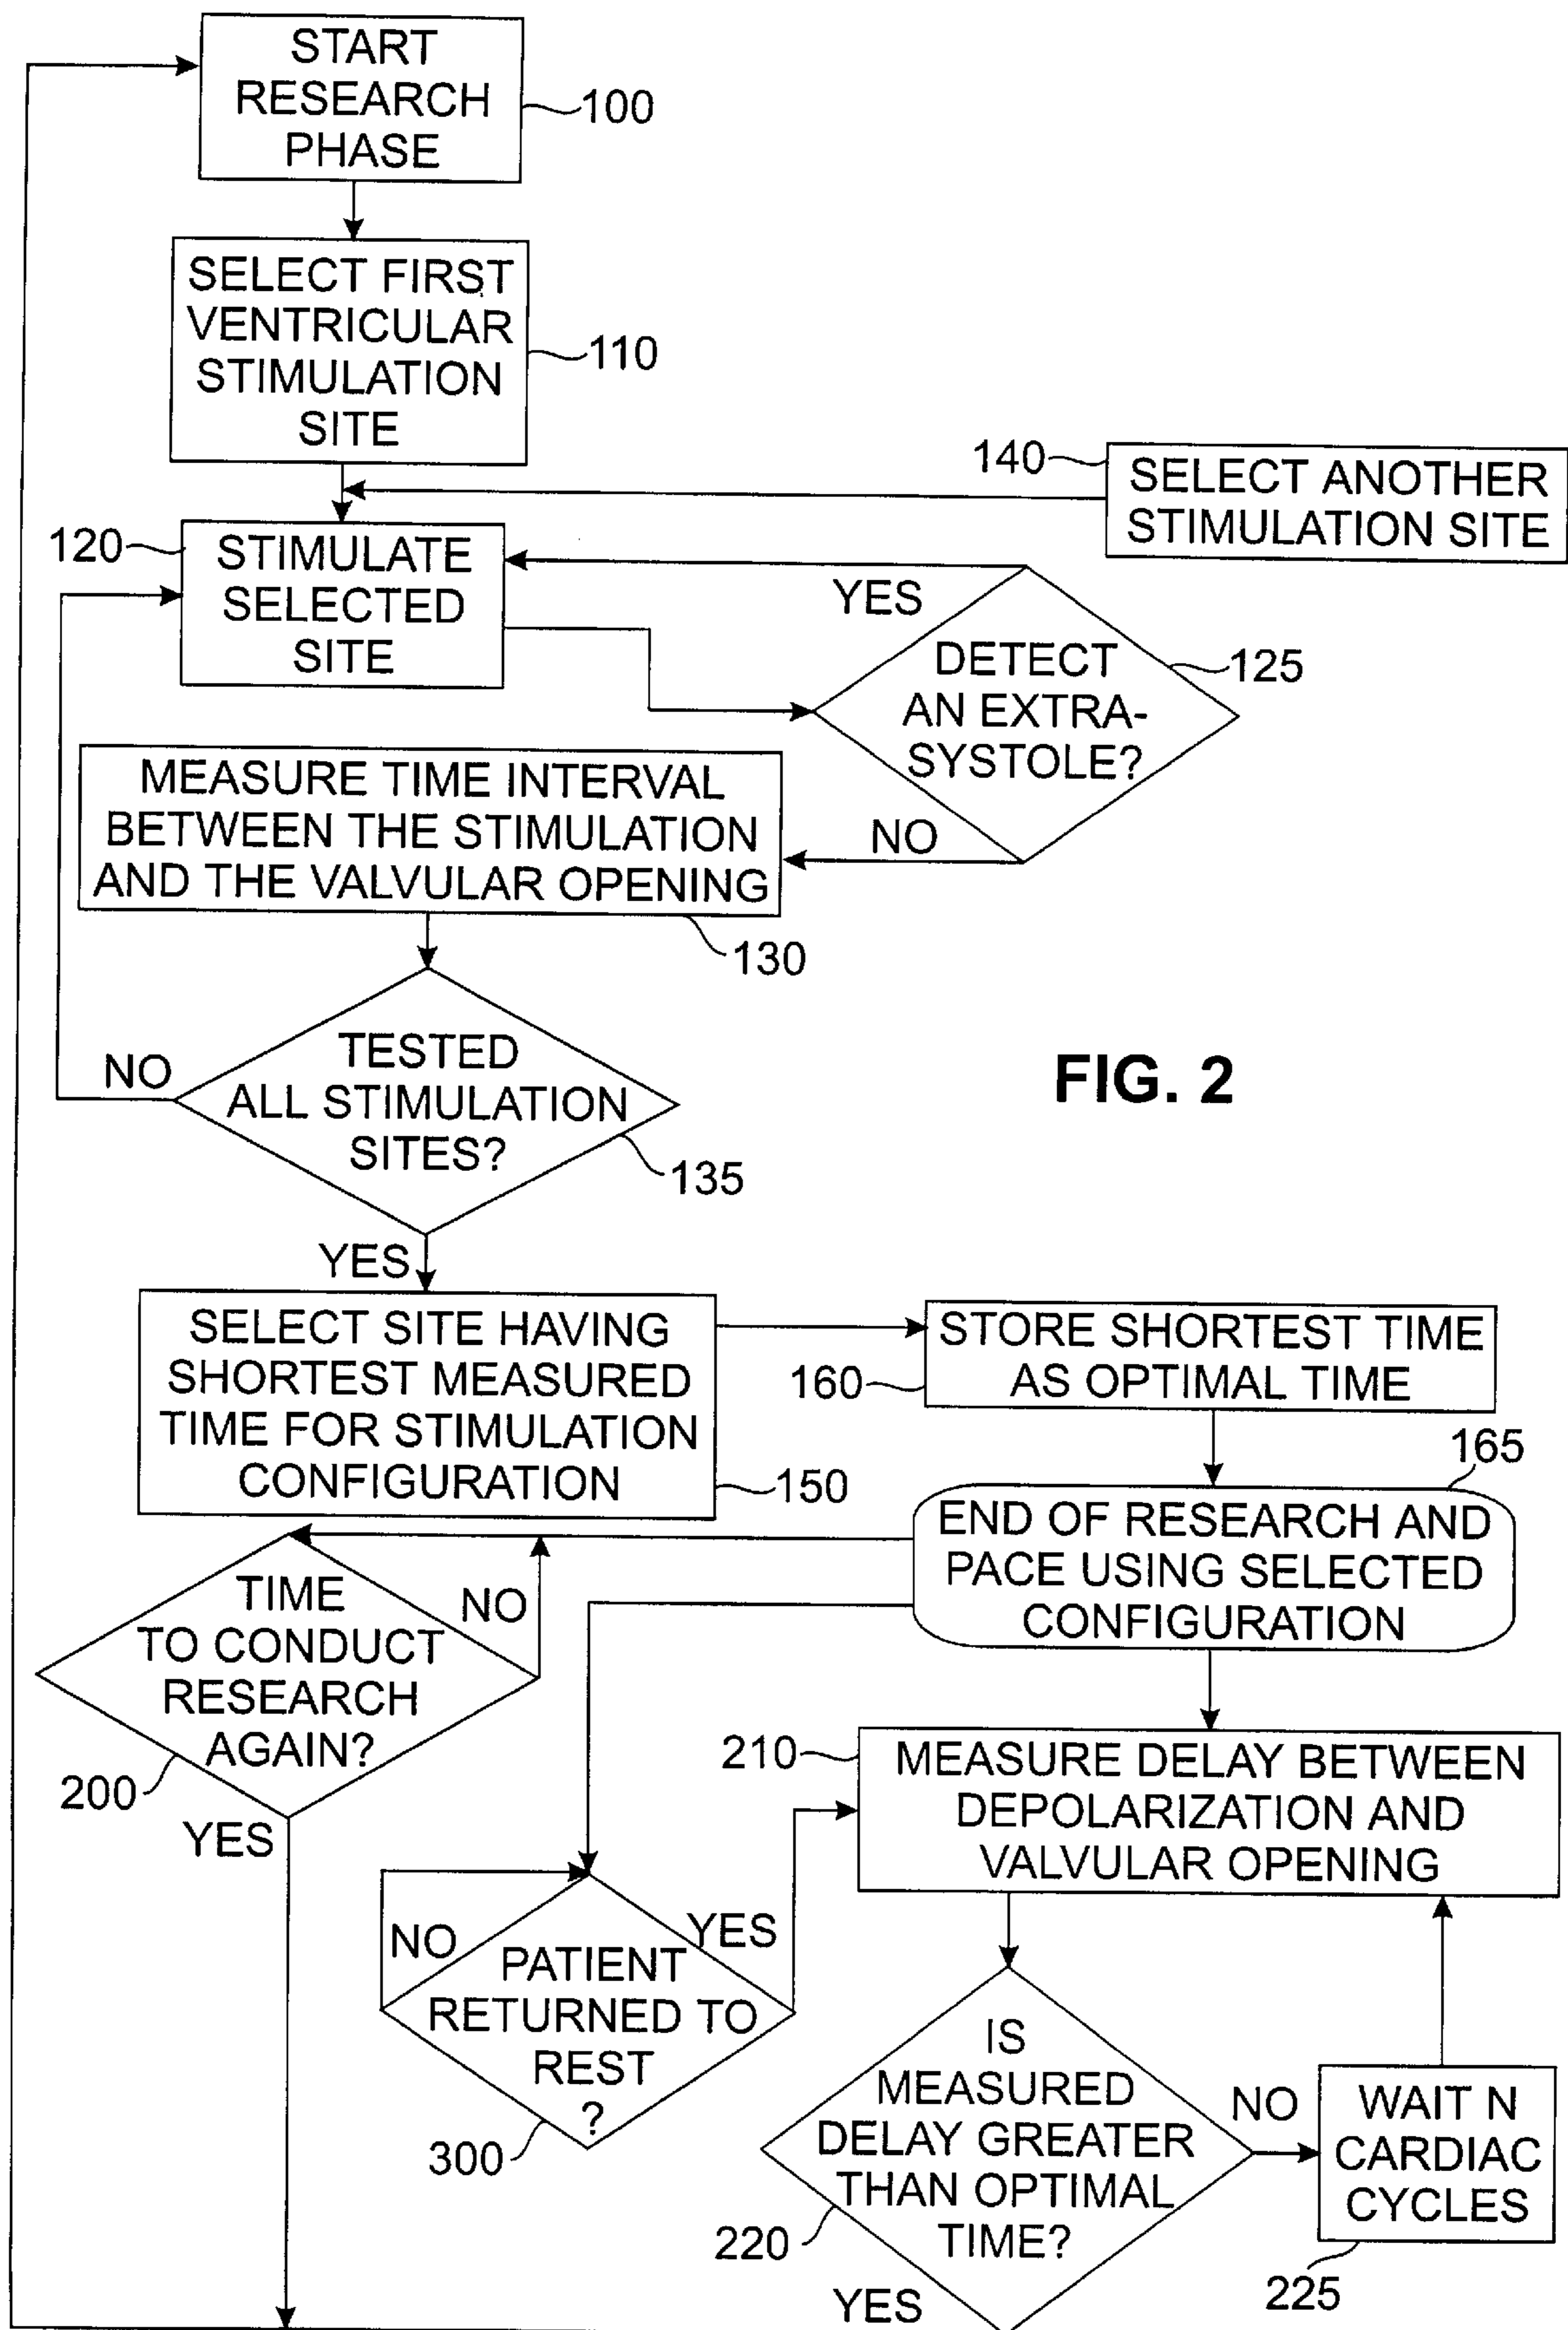 START
RESEARCH
PHASE
100
SELECT FIRST
VENTRICULAR
STIMULATION
SITE
110
140
SELECT ANOTHER
STIMULATION SITE
120
STIMULATE
SELECTED
SITE
YES
DETECT
AN EXTRA-
SYSTOLE?
125
NO
MEASURE TIME INTERVAL
BETWEEN THE STIMULATION
AND THE VALVULAR OPENING
130
TESTED
ALL STIMULATION
SITES?
NO
135
FIG. 2
YES
SELECT SITE HAVING
SHORTEST MEASURED
TIME FOR STIMULATION
CONFIGURATION
150
STORE SHORTEST TIME
AS OPTIMAL TIME
160
165
END OF RESEARCH AND
PACE USING SELECTED
CONFIGURATION
TIME
TO CONDUCT
RESEARCH
AGAIN?
NO
200
YES
210
MEASURE DELAY BETWEEN
DEPOLARIZATION AND
VALVULAR OPENING
NO
YES
PATIENT
RETURNED TO
REST
?
300
IS
MEASURED
DELAY GREATER
THAN OPTIMAL
TIME?
220
NO
WAIT N
CARDIAC
CYCLES
225
YES